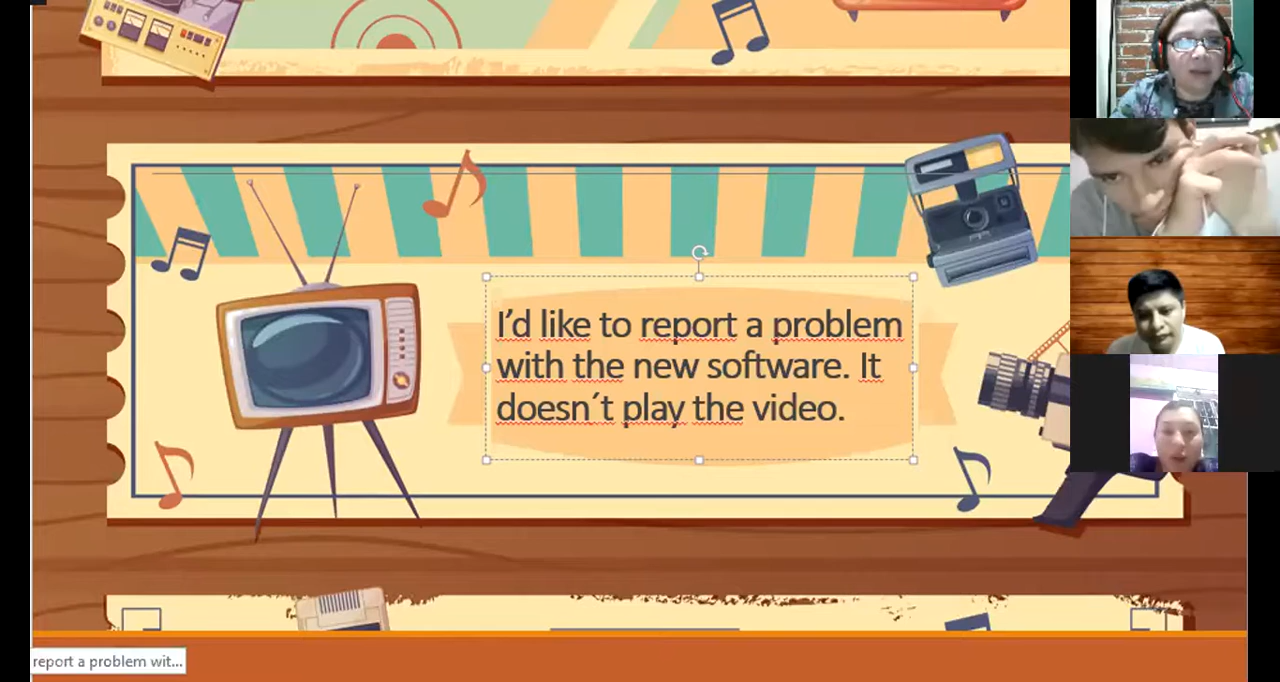 I'd like to report a problem
with the new software. It
doesn´t play the video.
report a problem wit...